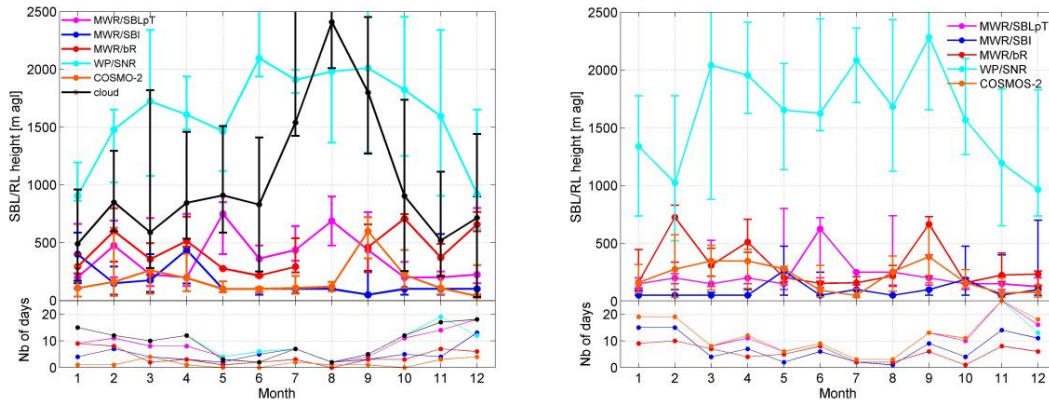 2500
2000
1500
1000
500
0
SBL/RL height [m agl]
MWR/SBLpT
MWR/SBI
MWR/bR
WP/SNR
COSMO-2
cloud
20
10
0
Nb of days
1 2 3 4 5 6 7 8 9 10 11 12
Month
2500
2000
1500
1000
500
0
SBL/RL height [m agl]
MWR/SBLpT
MWR/SBI
MWR/bR
WP/SNR
COSMOS-2
20
10
0
Nb of days
1 2 3 4 5 6 7 8 9 10 11 12
Month